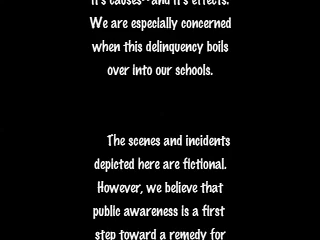 it's causes--and it's effects.
We are especially concerned
when this delinquency boils
over into our schools.
The scenes and incidents
depicted here are fictional.
However, we believe that
public awareness is a first
step toward a remedy for